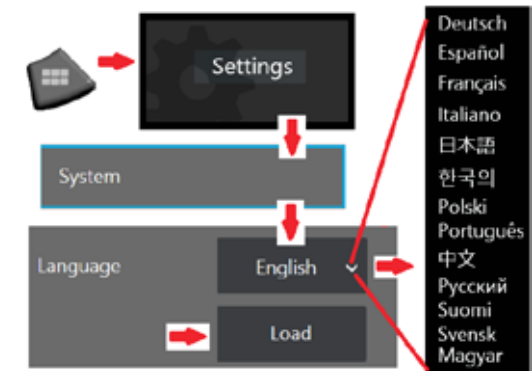 Settings
System
Language
English
Load
Deutsch
Español
Français
Italiano
日本語
한국의
Polski
Português
中文
Русский
Suomi
Svensk
Magyar